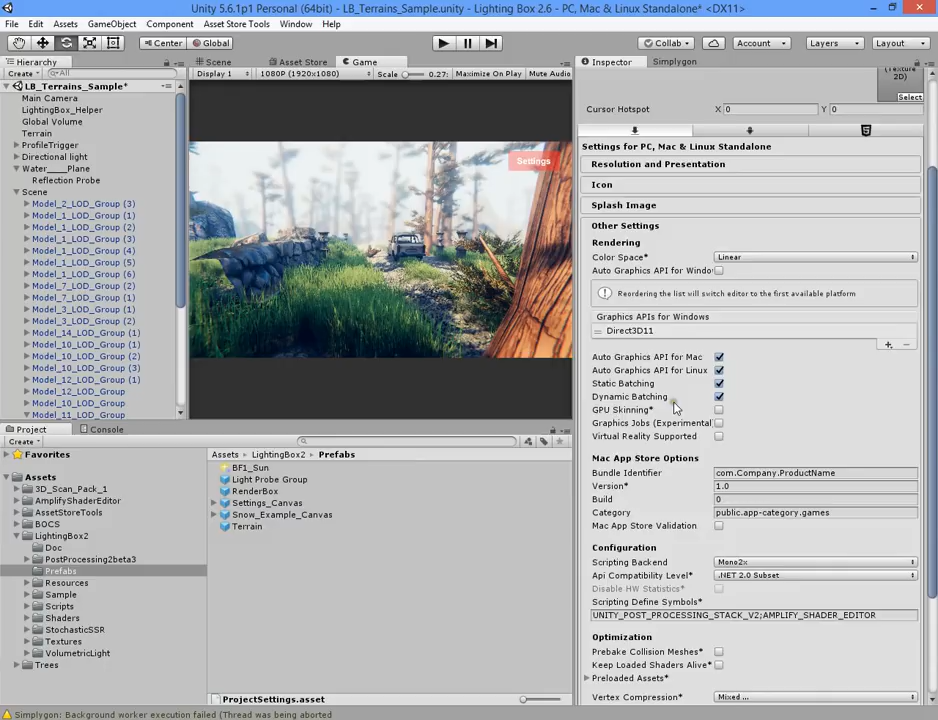 Unity 5.6.1p1 Personal (64bit) - LB_Terrains_Sample.unity - Lighting Box 2.6 - PC, Mac & Linux Standalone* <DX11>
File Edit Assets GameObject Component Asset Store Tools Window Help
Center Global Collab Account Layers Layout
Hierarchy Scene Asset Store Game Inspector Simplygon
Create All Display 1 1080P (1920x1080) Scale 0.27: Maximize On Play Mute Audio
(Texture 2D)
Select
LB_Terrains_Sample*
Main Camera
LightingBox_Helper
Global Volume
Terrain
ProfileTrigger
Directional light
Water____Plane
Reflection Probe
Scene
Model_2_LOD_Group (3)
Model_1_LOD_Group (1)
Model_1_LOD_Group (2)
Model_1_LOD_Group (3)
Model_1_LOD_Group (4)
Model_1_LOD_Group (5)
Model_1_LOD_Group (6)
Model_7_LOD_Group (2)
Model_7_LOD_Group (1)
Model_3_LOD_Group (1)
Model_3_LOD_Group (2)
Model_14_LOD_Group (1)
Model_10_LOD_Group (1)
Model_10_LOD_Group (2)
Model_10_LOD_Group (3)
Model_12_LOD_Group (1)
Model_12_LOD_Group
Model_10_LOD_Group
Model_11_LOD_Group
Settings
Cursor Hotspot X 0 Y 0
Settings for PC, Mac & Linux Standalone
Resolution and Presentation
Icon
Splash Image
Other Settings
Rendering
Color Space* Linear
Auto Graphics API for Windo
Reordering the list will switch editor to the first available platform
Graphics APIs for Windows
Direct3D11
Auto Graphics API for Mac
Auto Graphics API for Linux
Static Batching
Dynamic Batching
GPU Skinning*
Graphics Jobs (Experimental
Virtual Reality Supported
Mac App Store Options
Bundle Identifier com.Company.ProductName
Version* 1.0
Build 0
Category public.app-category.games
Mac App Store Validation
Configuration
Scripting Backend Mono2x
Api Compatibility Level* .NET 2.0 Subset
Disable HW Statistics*
Scripting Define Symbols*
UNITY_POST_PROCESSING_STACK_V2;AMPLIFY_SHADER_EDITOR
Optimization
Prebake Collision Meshes*
Keep Loaded Shaders Alive*
Preloaded Assets*
Vertex Compression* Mixed ...
Project Console
Create
Favorites
Assets
3D_Scan_Pack_1
AmplifyShaderEditor
AssetStoreTools
BOCS
LightingBox2
Doc
PostProcessing2beta3
Prefabs
Resources
Sample
Scripts
Shaders
StochasticSSR
Textures
VolumetricLight
Trees
Assets LightingBox2 Prefabs
BF1_Sun
Light Probe Group
RenderBox
Settings_Canvas
Snow_Example_Canvas
Terrain
ProjectSettings.asset
Simplygon: Background worker execution failed (Thread was being aborted